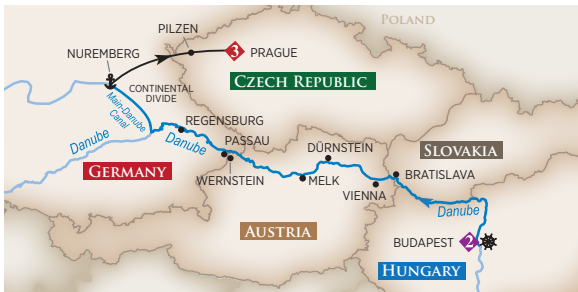 POLAND
PILZEN
NUREMBERG
3
PRAGUE
CZECH REPUBLIC
CONTINENTAL
DIVIDE
Main-Danube
Canal
REGENSBURG
Danube
Danube
PASSAU
DÜRNSTEIN
SLOVAKIA
GERMANY
WERNSTEIN
MELK
BRATISLAVA
VIENNA
Danube
AUSTRIA
BUDAPEST
2
HUNGARY